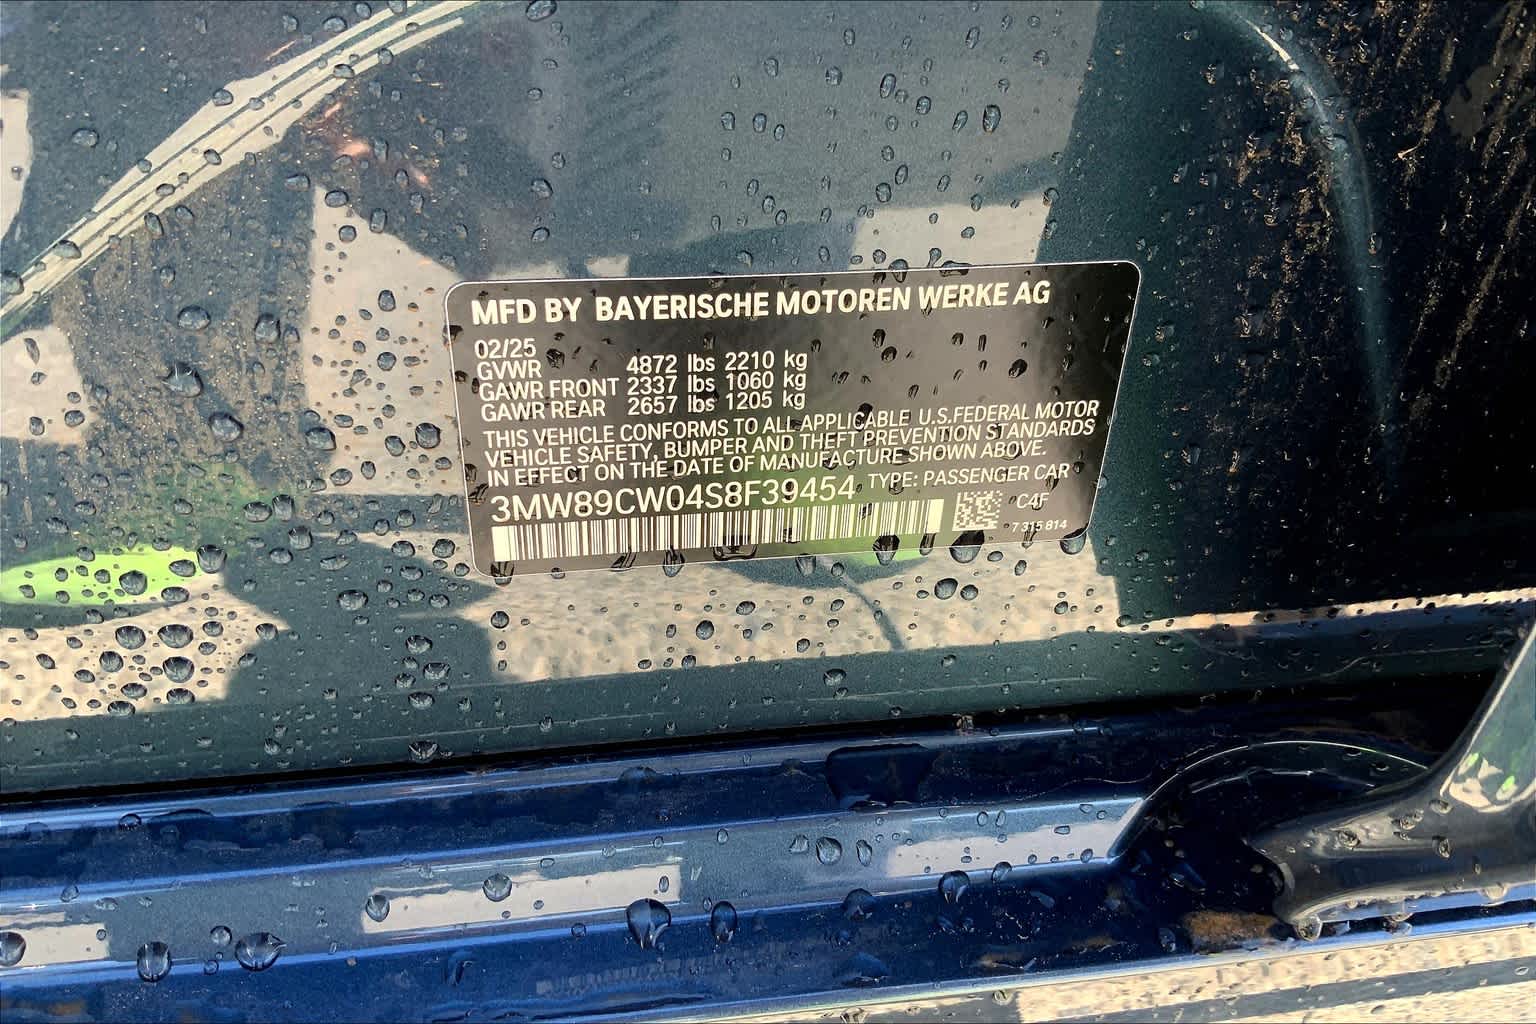 MFD BY BAYERISCHE MOTOREN WERKE AG
02/25
GVWR 4872 lbs 2210 kg
GAWR FRONT 2337 lbs 1060 kg
GAWR REAR 2657 lbs 1205 kg
THIS VEHICLE CONFORMS TO ALL APPLICABLE U.S.FEDERAL MOTOR
VEHICLE SAFETY, BUMPER AND THEFT PREVENTION STANDARDS
IN EFFECT ON THE DATE OF MANUFACTURE SHOWN ABOVE.
3MW89CW04S8F39454 TYPE: PASSENGER CAR
C4F
7 315 814